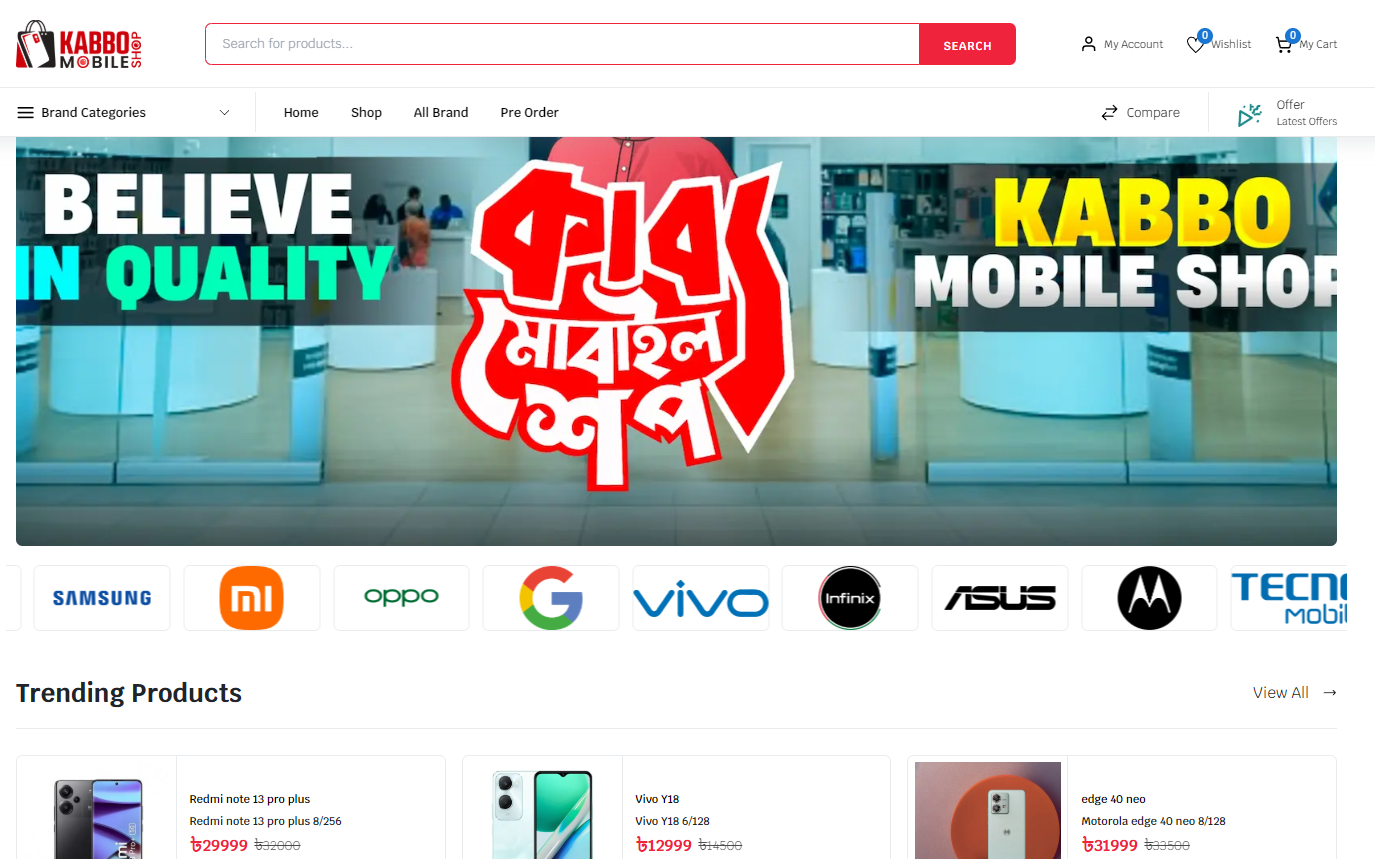 KABBO
MOBILE
SHOP
Search for products...
SEARCH
My Account
0
Wishlist
0
My Cart
Brand Categories
Home
Shop
All Brand
Pre Order
Compare
Offer
Latest Offers
BELIEVE
IN QUALITY
কাব্য
মোবাইল
শপ
KABBO
MOBILE SHOP
SAMSUNG
mi
oppo
G
vivo
Infinix
ASUS
TECNO
mobile
Trending Products
View All →
Redmi note 13 pro plus
Redmi note 13 pro plus 8/256
৳29999 ৳32000
Vivo Y18
Vivo Y18 6/128
৳12999 ৳14500
edge 40 neo
Motorola edge 40 neo 8/128
৳31999 ৳33500